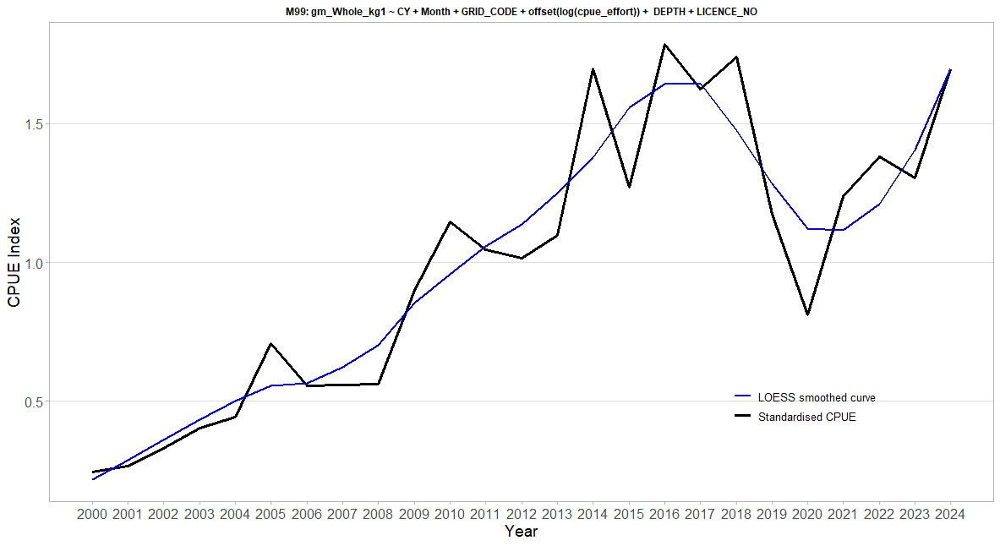 M99: gm_Whole_kg1 ~ CY + Month + GRID_CODE + offset(log(cpue_effort)) + DEPTH + LICENCE_NO
CPUE Index
1.5
1.0
0.5
LOESS smoothed curve
Standardised CPUE
2000 2001 2002 2003 2004 2005 2006 2007 2008 2009 2010 2011 2012 2013 2014 2015 2016 2017 2018 2019 2020 2021 2022 2023 2024
Year